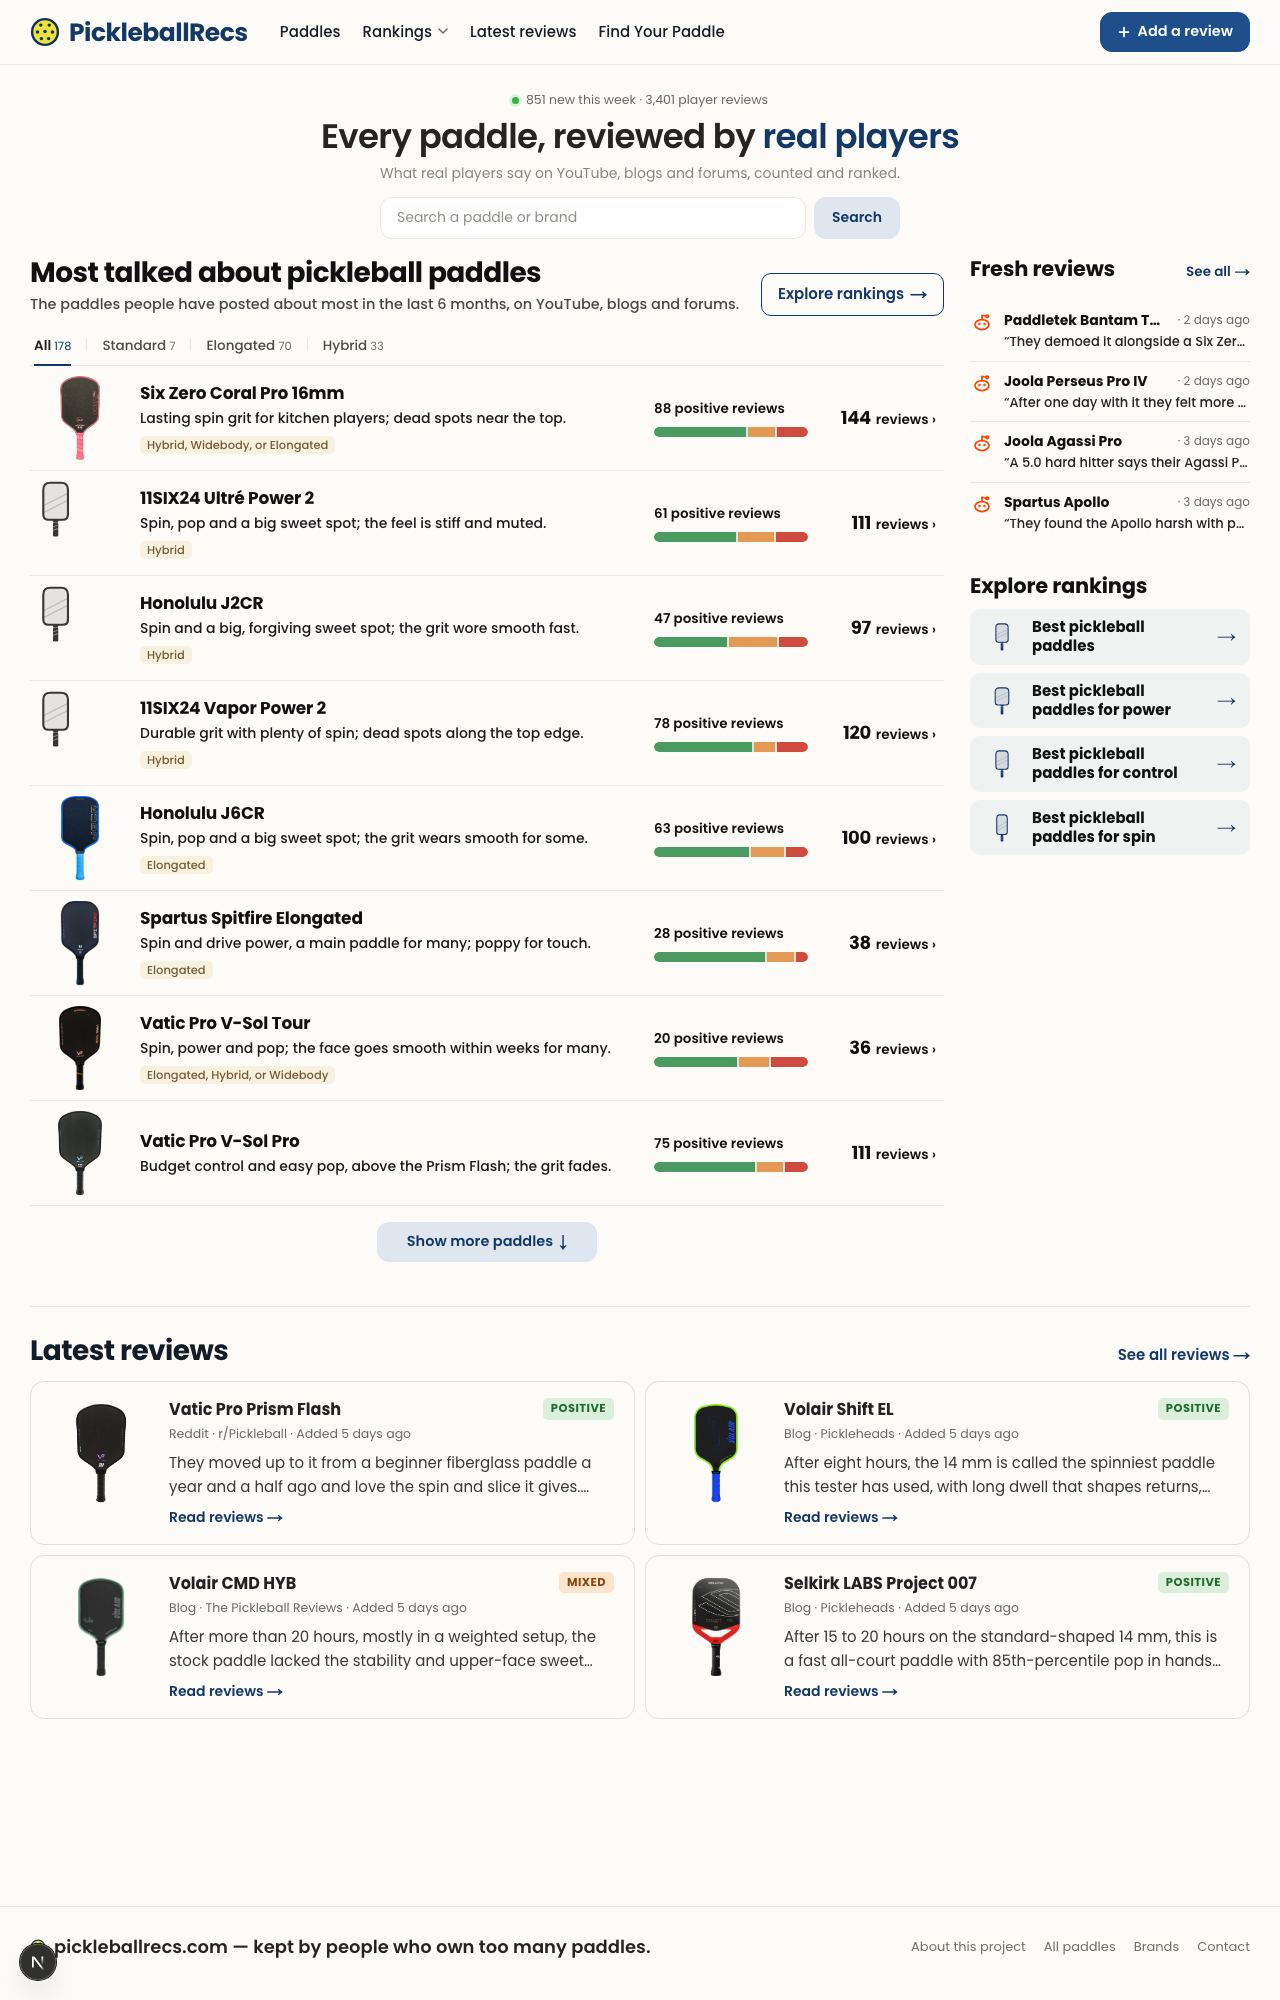 PickleballRecs
Paddles
Rankings
Latest reviews
Find Your Paddle
+ Add a review
851 new this week · 3,401 player reviews
Every paddle, reviewed by real players
What real players say on YouTube, blogs and forums, counted and ranked.
Search a paddle or brand
Search
Most talked about pickleball paddles
The paddles people have posted about most in the last 6 months, on YouTube, blogs and forums.
Explore rankings →
All 178
Standard 7
Elongated 70
Hybrid 33
Six Zero Coral Pro 16mm
Lasting spin grit for kitchen players; dead spots near the top.
Hybrid, Widebody, or Elongated
88 positive reviews
144 reviews ›
11SIX24 Ultré Power 2
Spin, pop and a big sweet spot; the feel is stiff and muted.
Hybrid
61 positive reviews
111 reviews ›
Honolulu J2CR
Spin and a big, forgiving sweet spot; the grit wore smooth fast.
Hybrid
47 positive reviews
97 reviews ›
11SIX24 Vapor Power 2
Durable grit with plenty of spin; dead spots along the top edge.
Hybrid
78 positive reviews
120 reviews ›
Honolulu J6CR
Spin, pop and a big sweet spot; the grit wears smooth for some.
Elongated
63 positive reviews
100 reviews ›
Spartus Spitfire Elongated
Spin and drive power, a main paddle for many; poppy for touch.
Elongated
28 positive reviews
38 reviews ›
Vatic Pro V-Sol Tour
Spin, power and pop; the face goes smooth within weeks for many.
Elongated, Hybrid, or Widebody
20 positive reviews
36 reviews ›
Vatic Pro V-Sol Pro
Budget control and easy pop, above the Prism Flash; the grit fades.
75 positive reviews
111 reviews ›
Show more paddles ↓
Fresh reviews
See all →
Paddletek Bantam T... · 2 days ago
“They demoed it alongside a Six Zer...
Joola Perseus Pro IV · 2 days ago
“After one day with it they felt more ...
Joola Agassi Pro · 3 days ago
“A 5.0 hard hitter says their Agassi P...
Spartus Apollo · 3 days ago
“They found the Apollo harsh with p...
Explore rankings
Best pickleball
paddles →
Best pickleball
paddles for power →
Best pickleball
paddles for control →
Best pickleball
paddles for spin →
Latest reviews
See all reviews →
Vatic Pro Prism Flash
POSITIVE
Reddit · r/Pickleball · Added 5 days ago
They moved up to it from a beginner fiberglass paddle a
year and a half ago and love the spin and slice it gives....
Read reviews →
Volair Shift EL
POSITIVE
Blog · Pickleheads · Added 5 days ago
After eight hours, the 14 mm is called the spinniest paddle
this tester has used, with long dwell that shapes returns,...
Read reviews →
Volair CMD HYB
MIXED
Blog · The Pickleball Reviews · Added 5 days ago
After more than 20 hours, mostly in a weighted setup, the
stock paddle lacked the stability and upper-face sweet...
Read reviews →
Selkirk LABS Project 007
POSITIVE
Blog · Pickleheads · Added 5 days ago
After 15 to 20 hours on the standard-shaped 14 mm, this is
a fast all-court paddle with 85th-percentile pop in hands...
Read reviews →
N
pickleballrecs.com — kept by people who own too many paddles.
About this project
All paddles
Brands
Contact